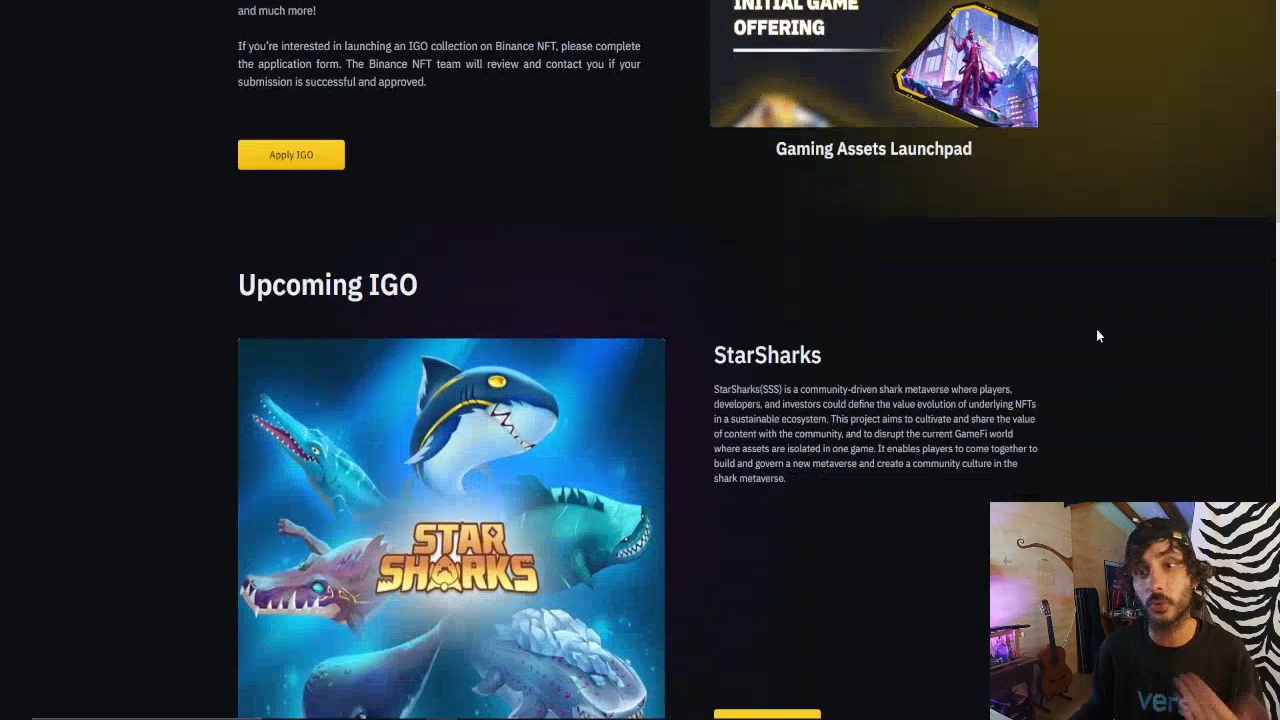 and much more!
If you're interested in launching an IGO collection on Binance NFT, please complete
the application form. The Binance NFT team will review and contact you if your
submission is successful and approved.
Apply IGO
INITIAL GAME
OFFERING
Gaming Assets Launchpad
Upcoming IGO
STAR
SHARKS
StarSharks
StarSharks(SSS) is a community-driven shark metaverse where players,
developers, and investors could define the value evolution of underlying NFTs
in a sustainable ecosystem. This project aims to cultivate and share the value
of content with the community, and to disrupt the current GameFi world
where assets are isolated in one game. It enables players to come together to
build and govern a new metaverse and create a community culture in the
shark metaverse.